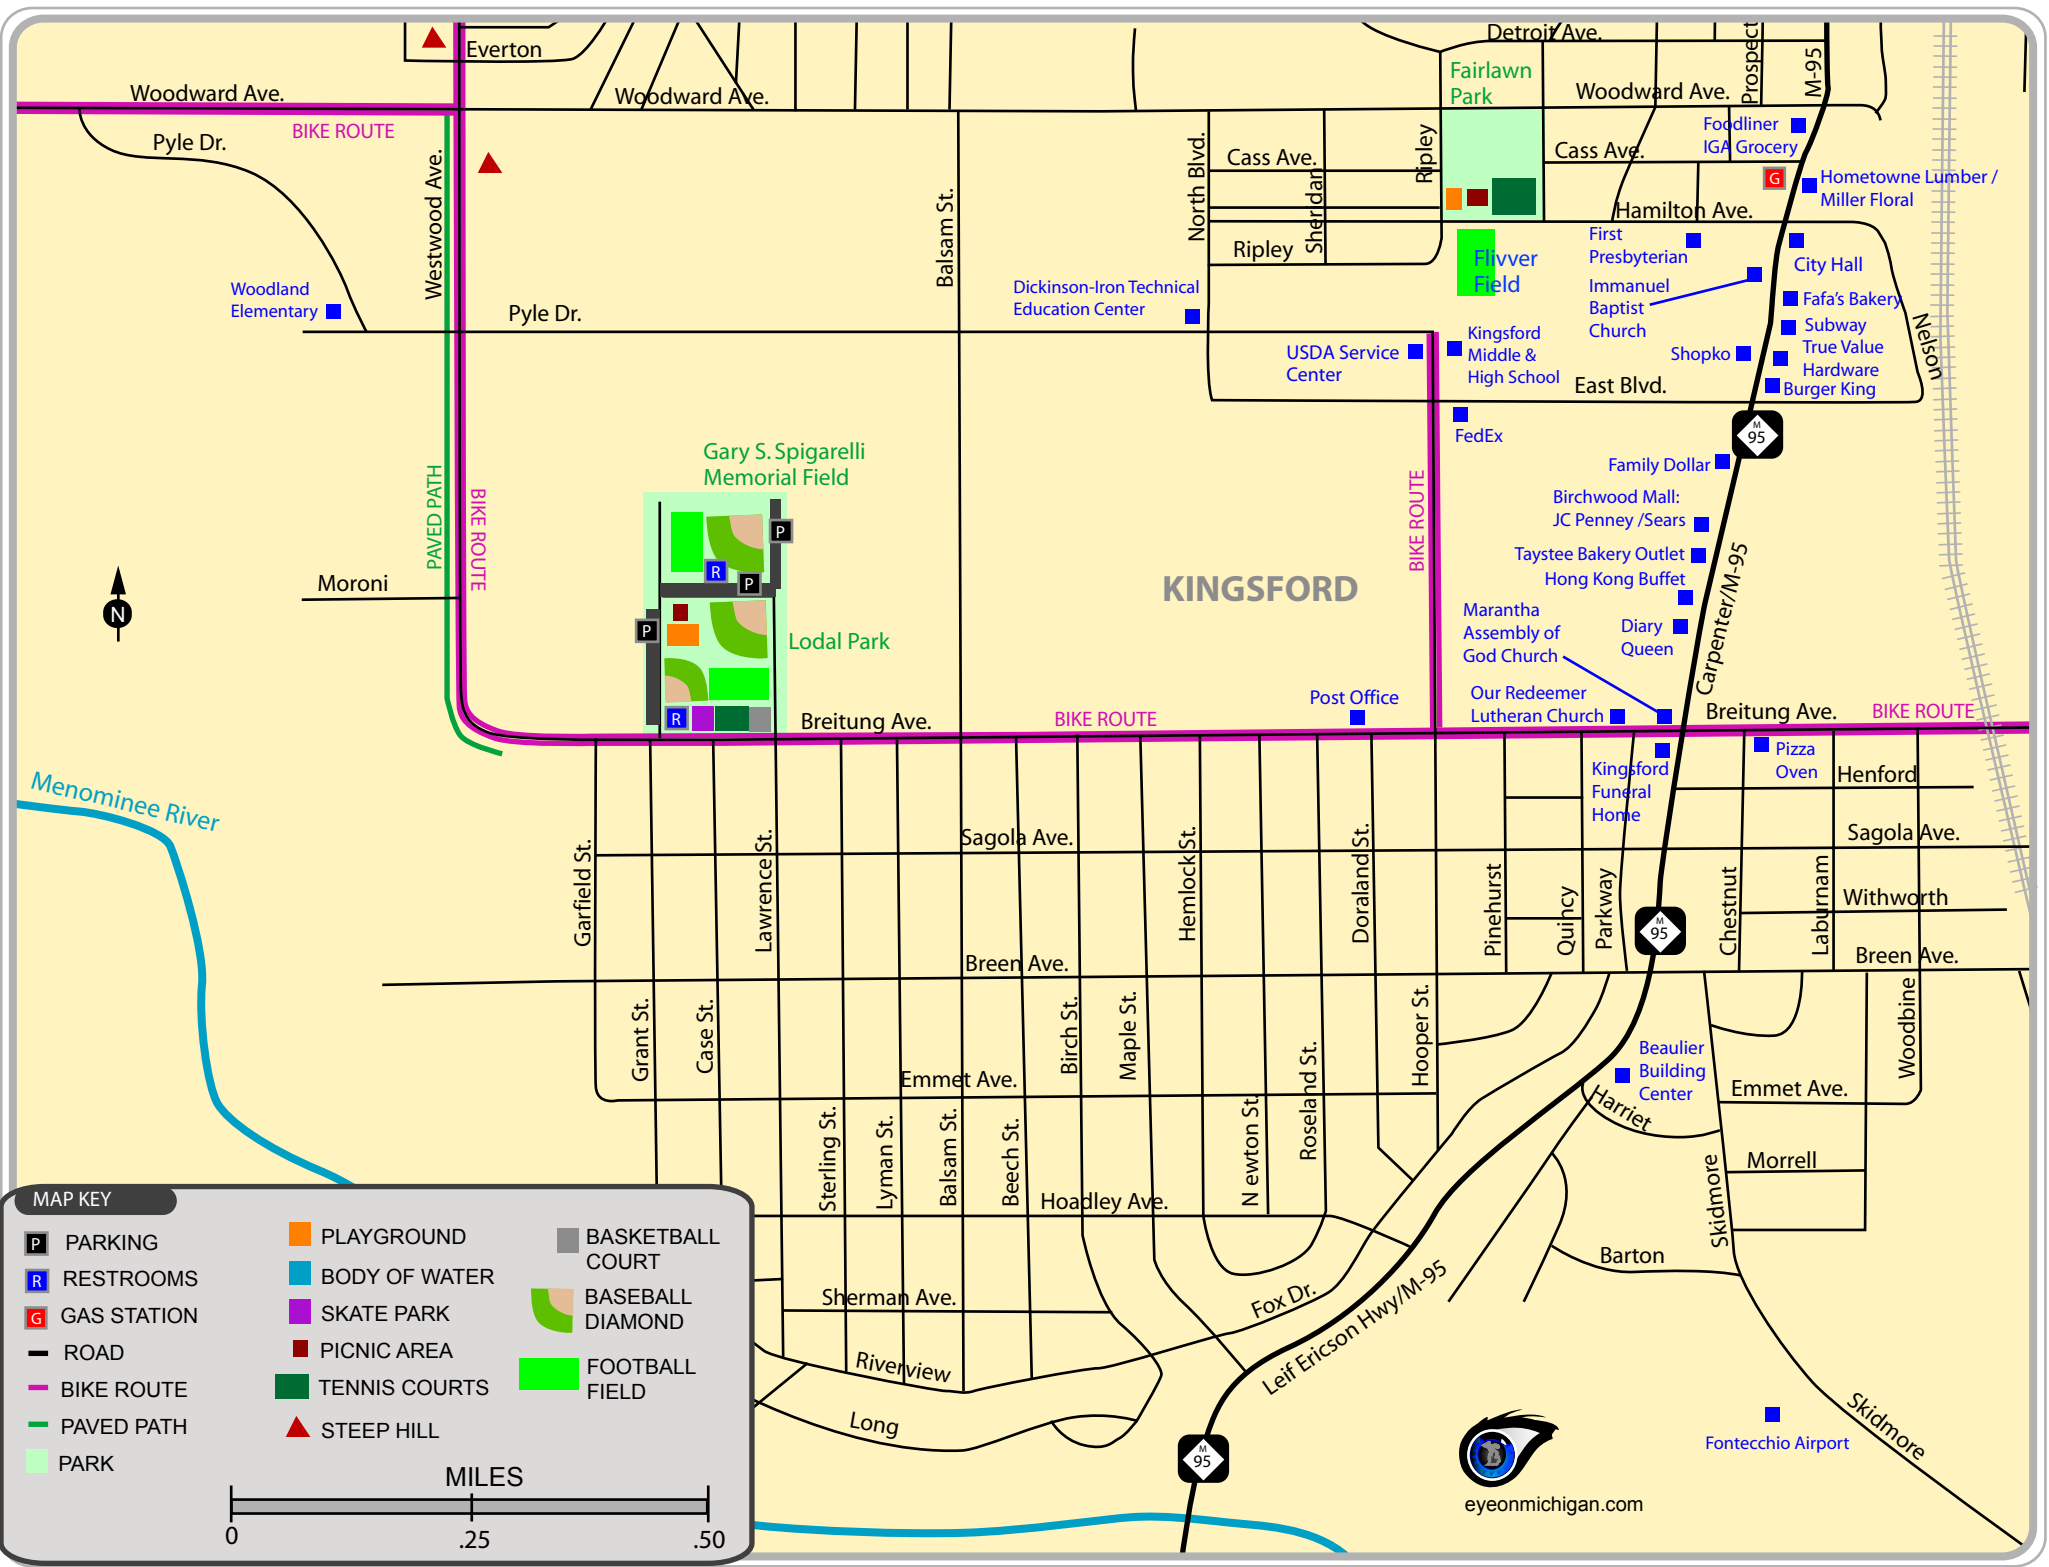 Detroit Ave.
Everton
Fairlawn
Park
Prospect
M-95
Woodward Ave.
Woodward Ave.
Woodward Ave.
BIKE ROUTE
Pyle Dr.
Westwood Ave.
Balsam St.
North Blvd.
Cass Ave.
Sheridan
Ripley
Cass Ave.
Foodliner
IGA Grocery
G
Hometowne Lumber /
Miller Floral
Hamilton Ave.
Ripley
Flivver
Field
First
Presbyterian
City Hall
Immanuel
Baptist
Church
Fafa's Bakery
Subway
True Value
Hardware
Burger King
Shopko
Nelson
Woodland
Elementary
Pyle Dr.
Dickinson-Iron Technical
Education Center
USDA Service
Center
Kingsford
Middle &
High School
East Blvd.
FedEx
M
95
Gary S. Spigarelli
Memorial Field
PAVED PATH
BIKE ROUTE
BIKE ROUTE
Family Dollar
Birchwood Mall:
JC Penney /Sears
Taystee Bakery Outlet
Hong Kong Buffet
Carpenter/M-95
P
R
P
P
R
Moroni
N
KINGSFORD
Lodal Park
Marantha
Assembly of
God Church
Diary
Queen
Our Redeemer
Lutheran Church
Post Office
Breitung Ave.
BIKE ROUTE
Breitung Ave.
BIKE ROUTE
Menominee River
Kingsford
Funeral
Home
Pizza
Oven
Henford
Sagola Ave.
Sagola Ave.
Garfield St.
Lawrence St.
Hemlock St.
Doraland St.
Pinehurst
Quincy
Parkway
M
95
Chestnut
Laburnam
Withworth
Breen Ave.
Breen Ave.
Grant St.
Case St.
Birch St.
Maple St.
Roseland St.
Hooper St.
Woodbine
Beaulier
Building
Center
Emmet Ave.
Emmet Ave.
Harriet
Sterling St.
Lyman St.
Balsam St.
Beech St.
N ewton St.
Skidmore
Morrell
Hoadley Ave.
Barton
Sherman Ave.
Fox Dr.
Leif Ericson Hwy/M-95
Riverview
Long
M
95
Skidmore
Fontecchio Airport
eyeonmichigan.com
MAP KEY
P PARKING
R RESTROOMS
G GAS STATION
ROAD
BIKE ROUTE
PAVED PATH
PARK
PLAYGROUND
BODY OF WATER
SKATE PARK
PICNIC AREA
TENNIS COURTS
STEEP HILL
BASKETBALL
COURT
BASEBALL
DIAMOND
FOOTBALL
FIELD
MILES
0 .25 .50